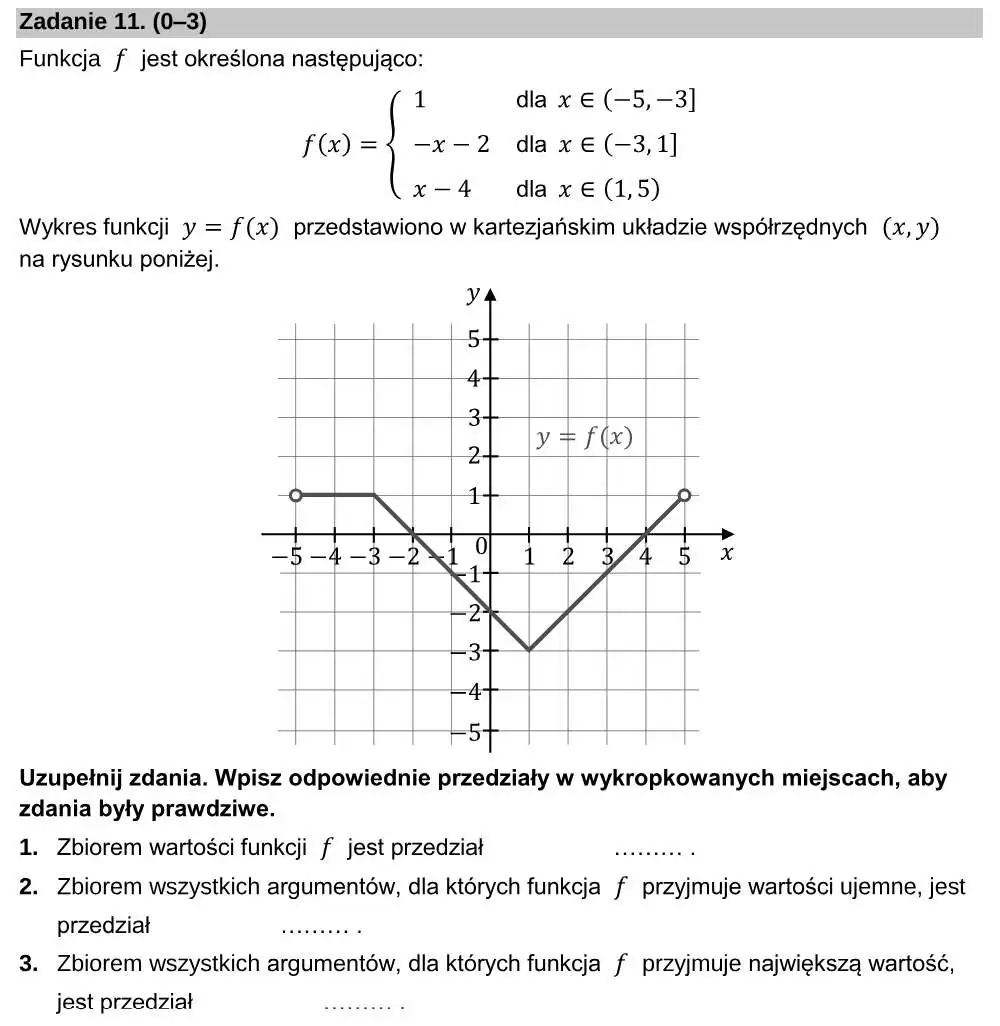 Zadanie 11. (0–3)
Funkcja f jest określona następująco:
1 dla x ∈ (−5, −3]
f(x) = { −x − 2 dla x ∈ (−3, 1]
x − 4 dla x ∈ (1, 5)
Wykres funkcji y = f(x) przedstawiono w kartezjańskim układzie współrzędnych (x, y)
na rysunku poniżej.
y
5
4
3
y = f(x)
2
1
−5 −4 −3 −2 −1 0 1 2 3 4 5 x
−1
−2
−3
−4
−5
Uzupełnij zdania. Wpisz odpowiednie przedziały w wykropkowanych miejscach, aby
zdania były prawdziwe.
1. Zbiorem wartości funkcji f jest przedział ......... .
2. Zbiorem wszystkich argumentów, dla których funkcja f przyjmuje wartości ujemne, jest
przedział ......... .
3. Zbiorem wszystkich argumentów, dla których funkcja f przyjmuje największą wartość,
jest przedział ......... .